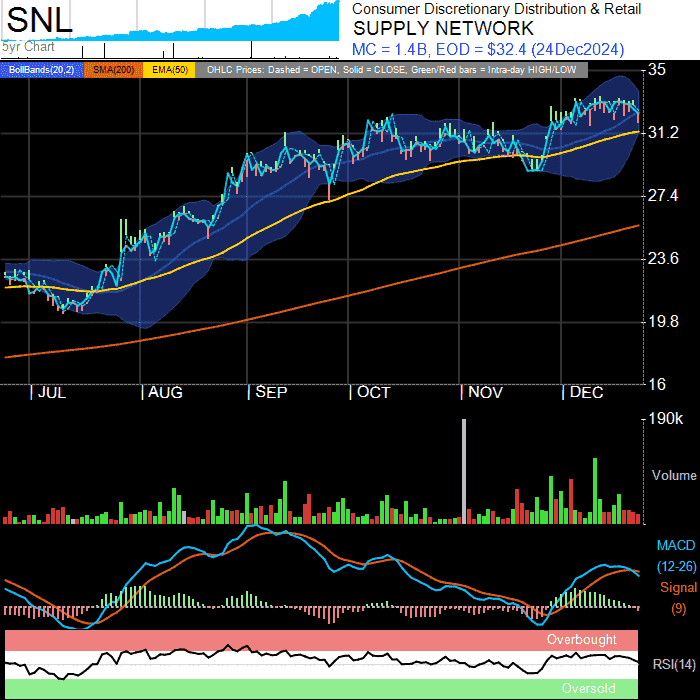 SNL
5yr Chart
Consumer Discretionary Distribution & Retail
SUPPLY NETWORK
MC = 1.4B, EOD = $32.4 (24Dec2024)
BollBands(20,2) SMA(200) EMA(50) OHLC Prices: Dashed = OPEN, Solid = CLOSE, Green/Red bars = Intra-day HIGH/LOW
35
31.2
27.4
23.6
19.8
16
| JUL | AUG | SEP | OCT | NOV | DEC
190k
Volume
MACD
(12-26)
Signal
(9)
Overbought
RSI(14)
Oversold